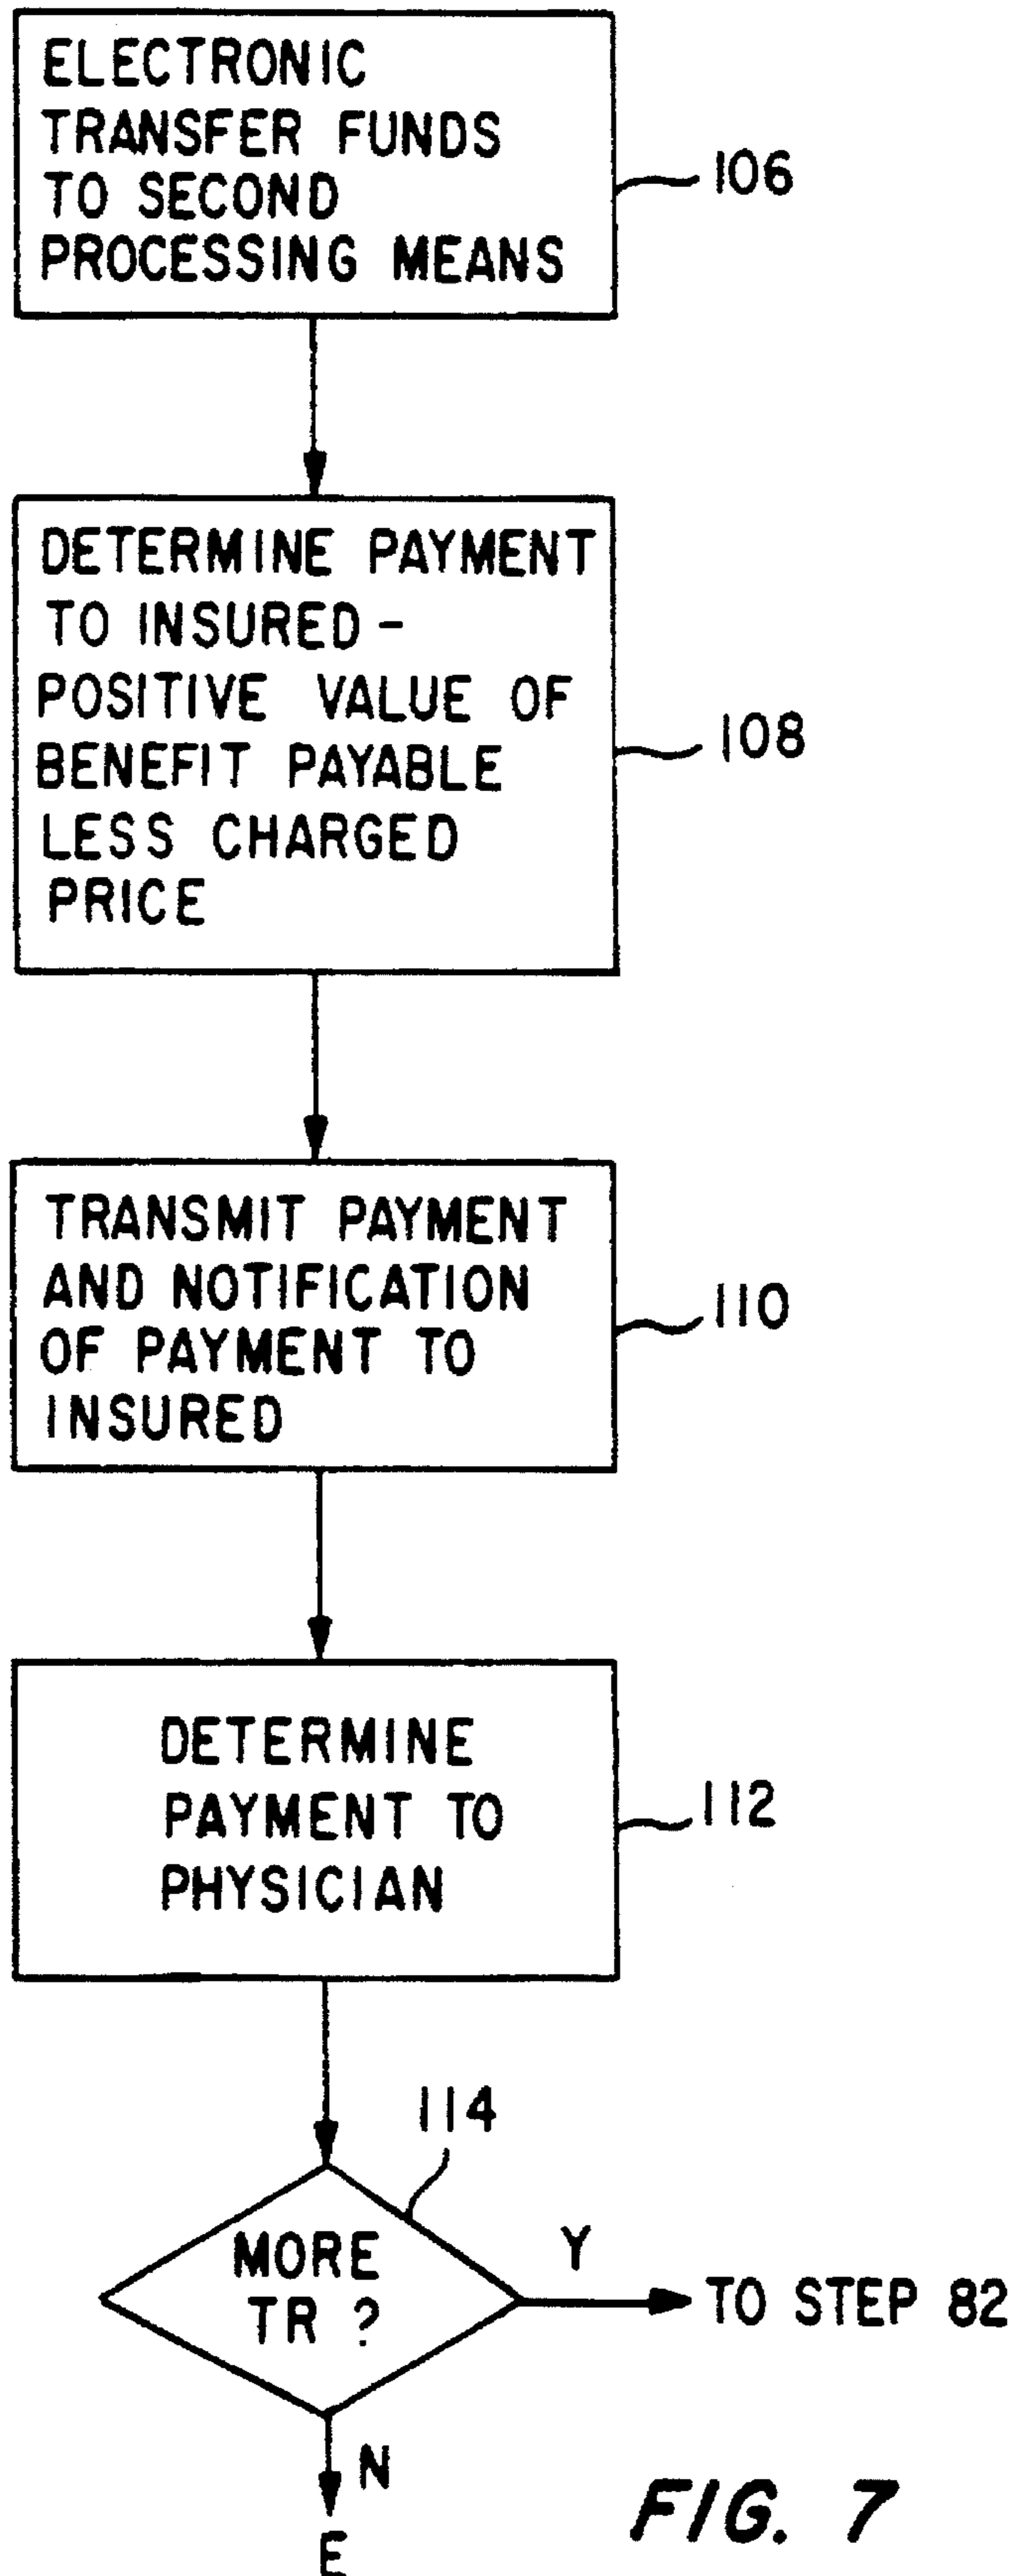 ELECTRONIC
TRANSFER FUNDS
TO SECOND
PROCESSING MEANS
106
DETERMINE PAYMENT
TO INSURED -
POSITIVE VALUE OF
BENEFIT PAYABLE
LESS CHARGED
PRICE
108
TRANSMIT PAYMENT
AND NOTIFICATION
OF PAYMENT TO
INSURED
110
DETERMINE
PAYMENT TO
PHYSICIAN
112
114
MORE
TR ?
Y
TO STEP 82
N
E
FIG. 7